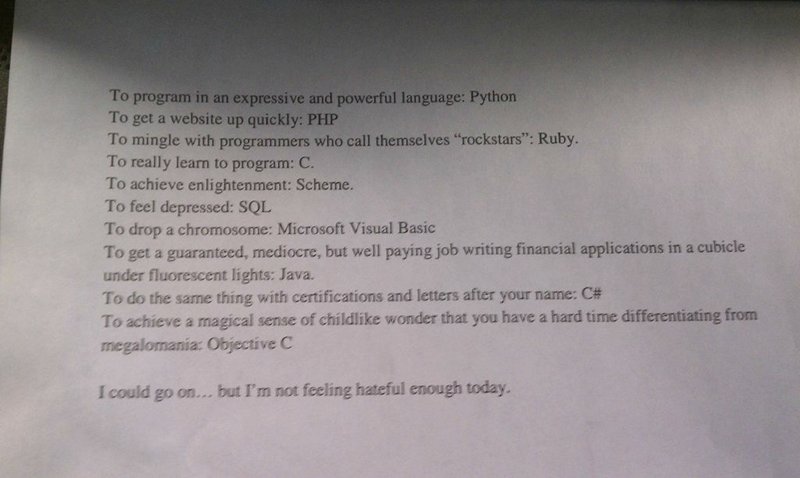 To program in an expressive and powerful language: Python
To get a website up quickly: PHP
To mingle with programmers who call themselves “rockstars”: Ruby.
To really learn to program: C.
To achieve enlightenment: Scheme.
To feel depressed: SQL
To drop a chromosome: Microsoft Visual Basic
To get a guaranteed, mediocre, but well paying job writing financial applications in a cubicle
under fluorescent lights: Java.
To do the same thing with certifications and letters after your name: C#
To achieve a magical sense of childlike wonder that you have a hard time differentiating from
megalomania: Objective C
I could go on… but I’m not feeling hateful enough today.